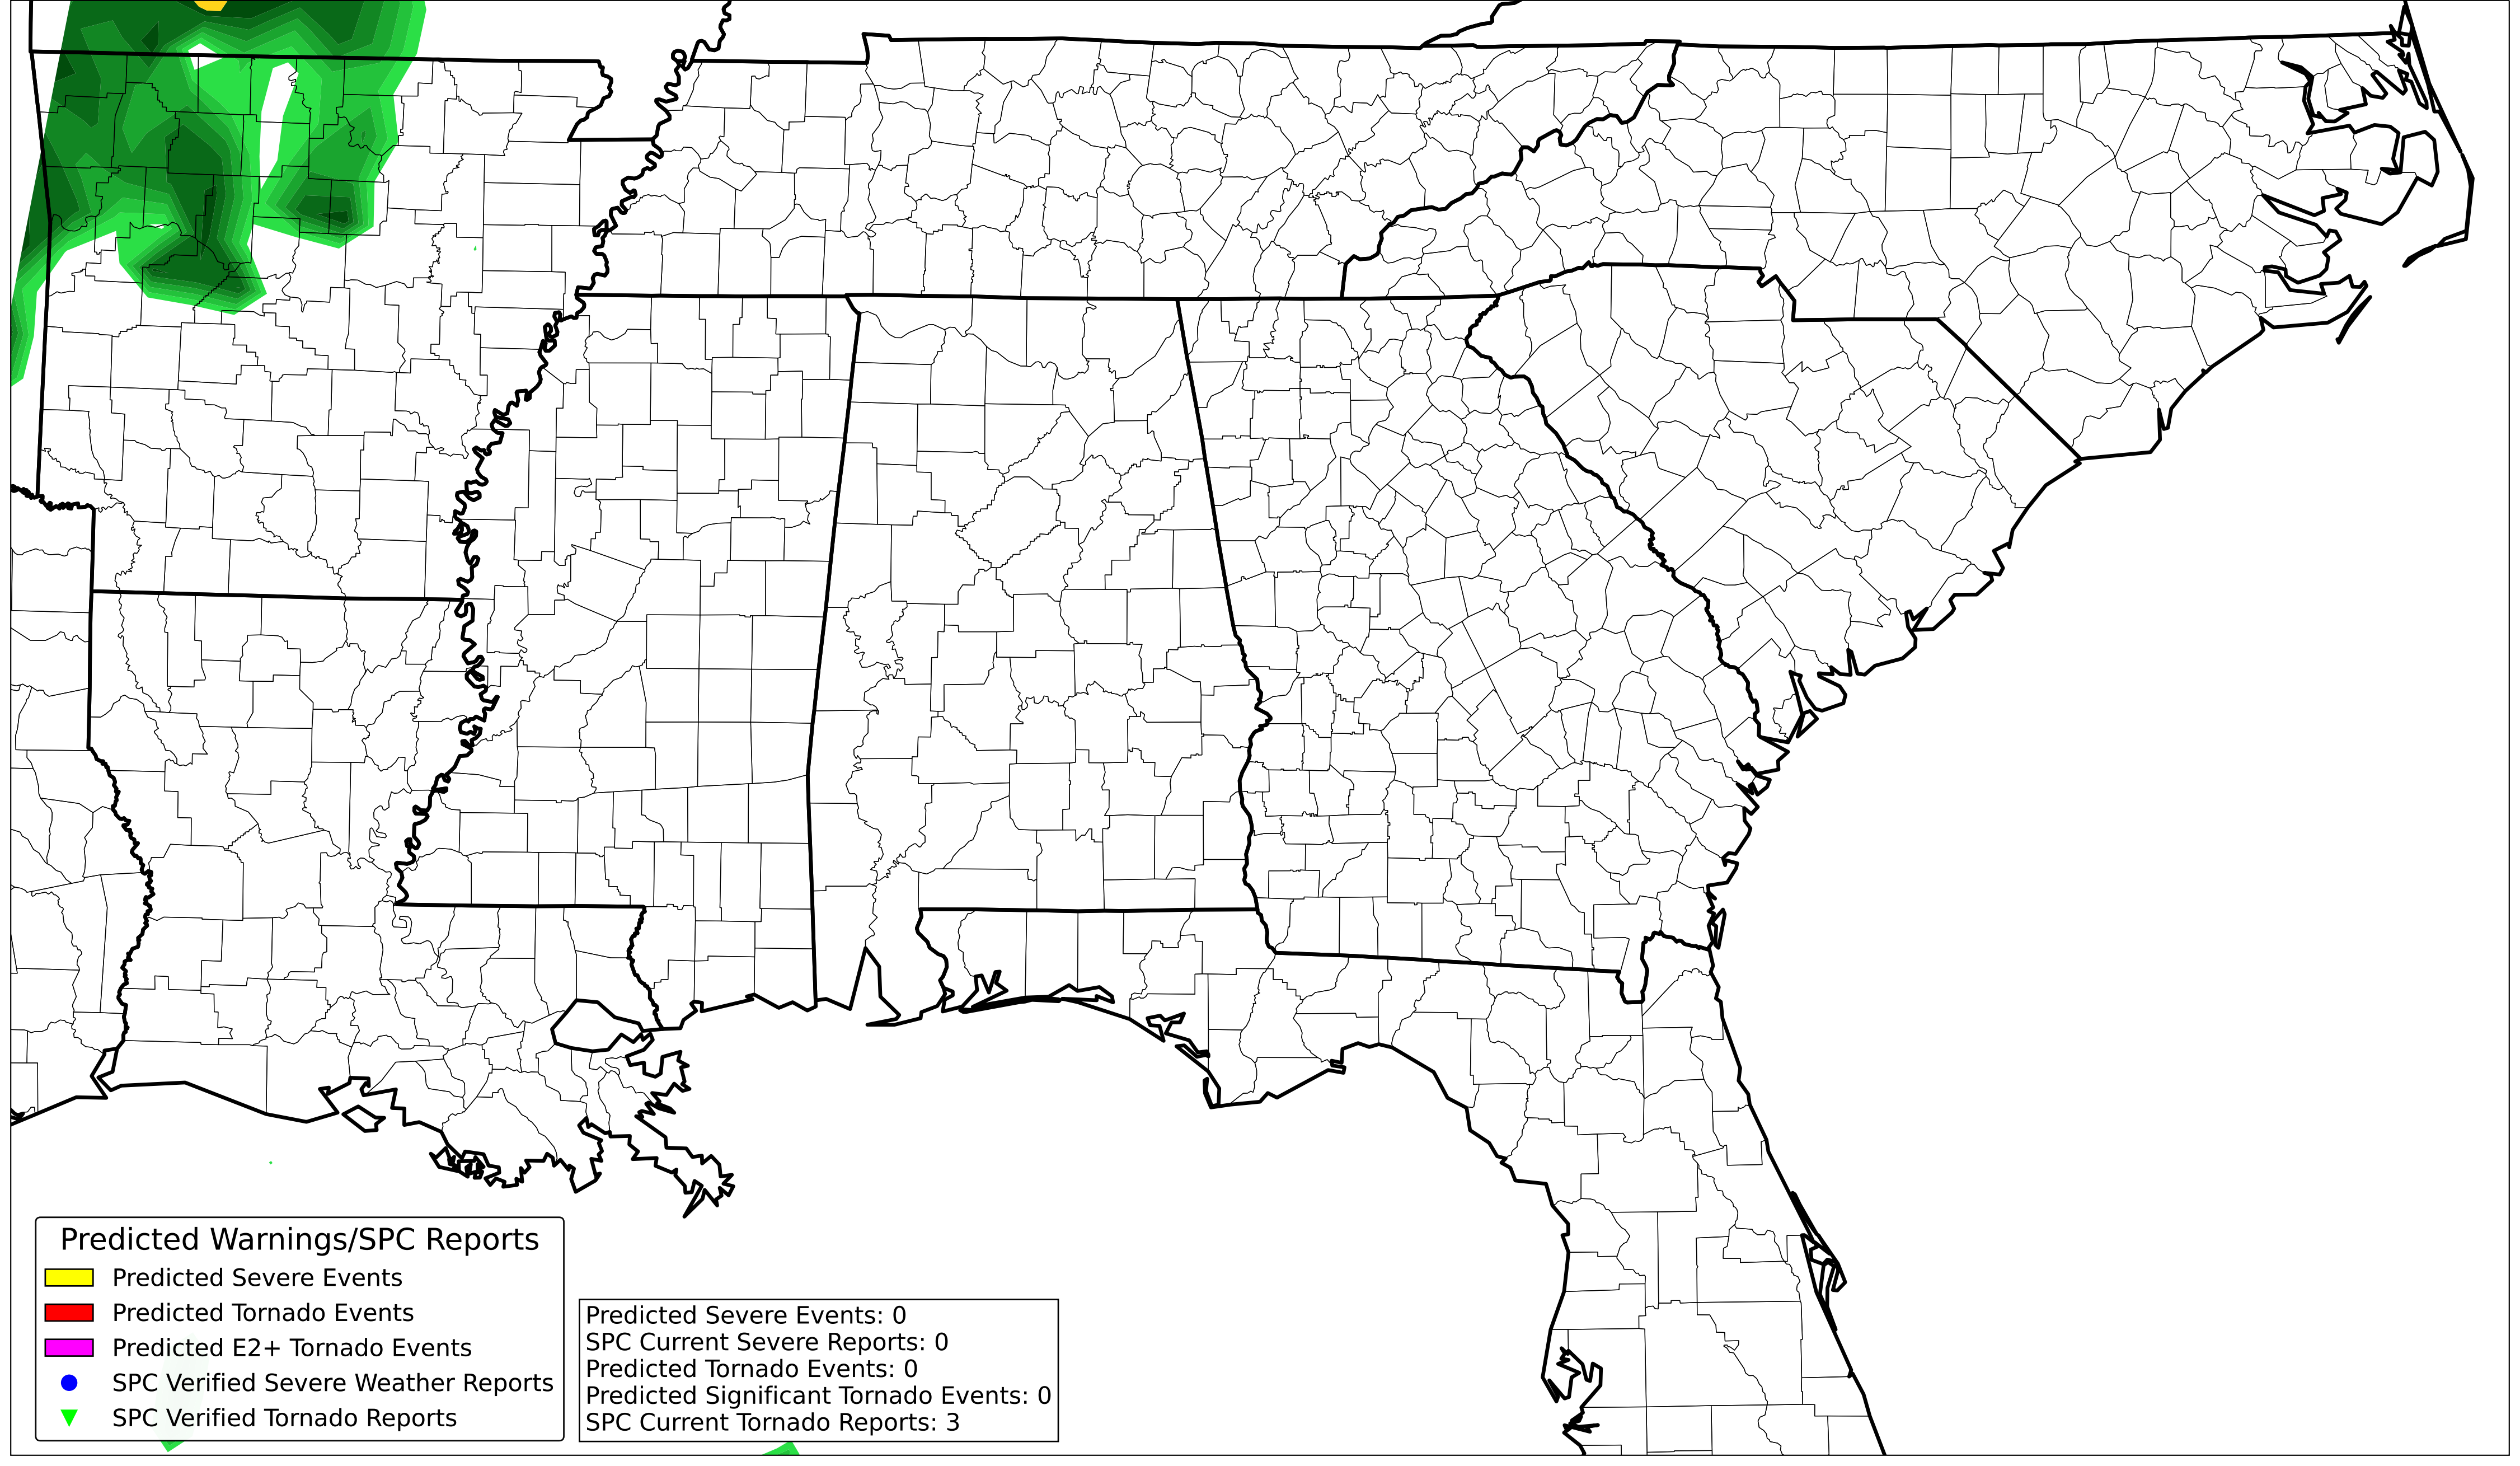 Predicted Warnings/SPC Reports
Predicted Severe Events
Predicted Tornado Events
Predicted E2+ Tornado Events
SPC Verified Severe Weather Reports
SPC Verified Tornado Reports
Predicted Severe Events: 0
SPC Current Severe Reports: 0
Predicted Tornado Events: 0
Predicted Significant Tornado Events: 0
SPC Current Tornado Reports: 3